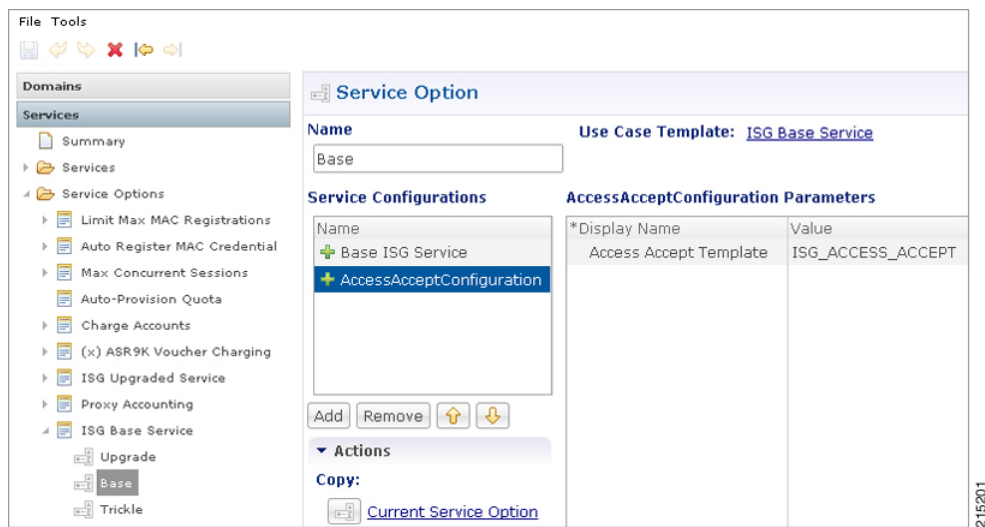 File Tools
Domains
Services
Summary
Services
Service Options
Limit Max MAC Registrations
Auto Register MAC Credential
Max Concurrent Sessions
Auto-Provision Quota
Charge Accounts
(x) ASR9K Voucher Charging
ISG Upgraded Service
Proxy Accounting
ISG Base Service
Upgrade
Base
Trickle
Service Option
Name
Use Case Template: ISG Base Service
Base
Service Configurations
Name
Base ISG Service
AccessAcceptConfiguration
Add Remove
Actions
Copy:
Current Service Option
AccessAcceptConfiguration Parameters
*Display Name Value
Access Accept Template ISG_ACCESS_ACCEPT
215201